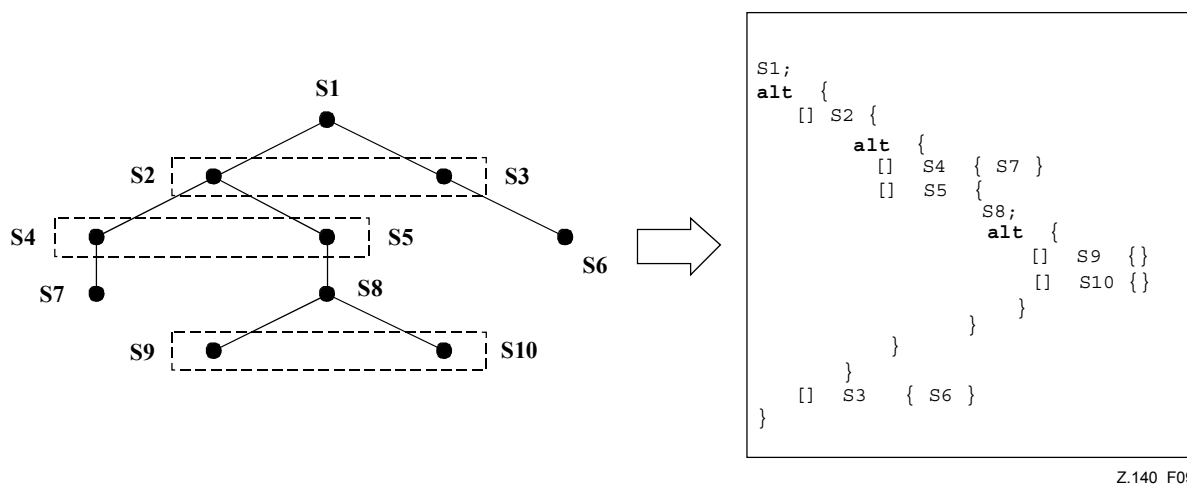 S1
S2
S3
S4
S5
S6
S7
S8
S9
S10
S1;
alt {
[] S2 {
alt {
[] S4 { S7 }
[] S5 {
S8;
alt {
[] S9 {}
[] S10 {}
}
}
}
}
[] S3 { S6 }
}
Z.140_F09